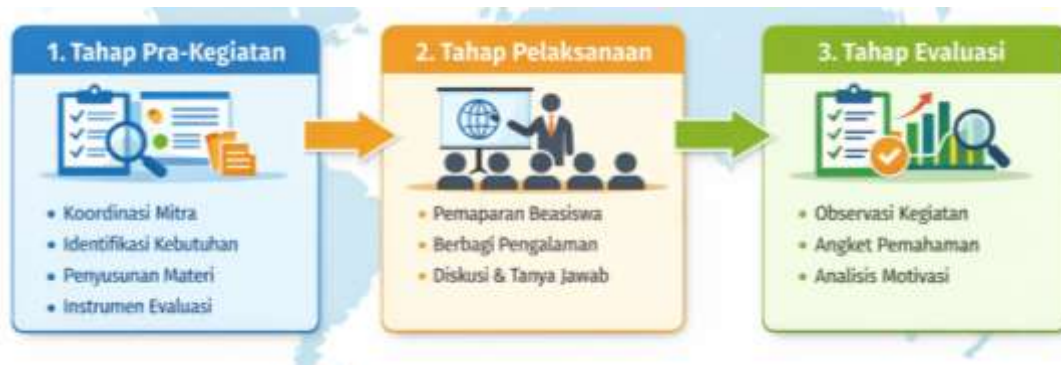 1. Tahap Pra-Kegiatan
• Koordinasi Mitra
• Identifikasi Kebutuhan
• Penyusunan Materi
• Instrumen Evaluasi
2. Tahap Pelaksanaan
• Pemaparan Beasiswa
• Berbagi Pengalaman
• Diskusi & Tanya Jawab
3. Tahap Evaluasi
• Observasi Kegiatan
• Angket Pemahaman
• Analisis Motivasi